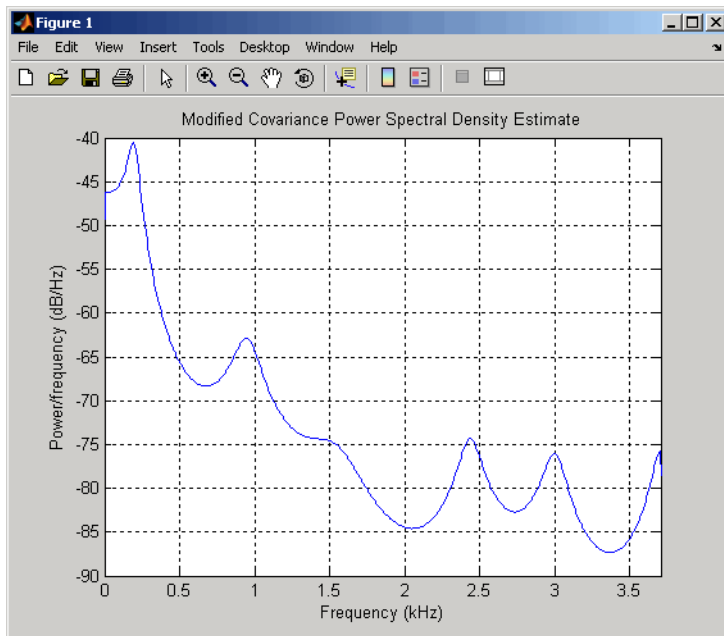 Figure 1
File Edit View Insert Tools Desktop Window Help
Modified Covariance Power Spectral Density Estimate
-40
-45
-50
-55
-60
-65
-70
-75
-80
-85
-90
Power/frequency (dB/Hz)
0 0.5 1 1.5 2 2.5 3 3.5
Frequency (kHz)